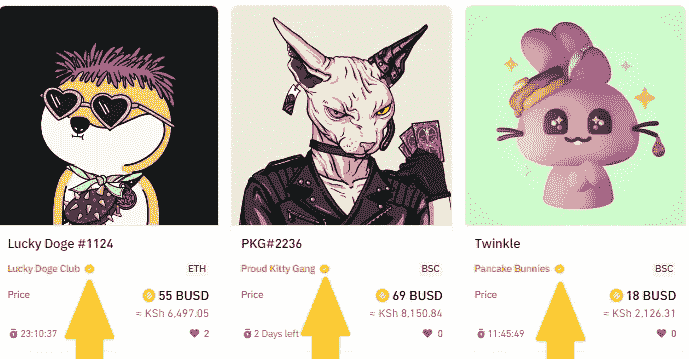 Lucky Doge #1124
Lucky Doge Club
ETH
Price
55 BUSD
≈ KSh 6,497.05
23:10:37
2
PKG#2236
Proud Kitty Gang
BSC
Price
69 BUSD
≈ KSh 8,150.84
2 Days left
0
Twinkle
Pancake Bunnies
BSC
Price
18 BUSD
≈ KSh 2,126.31
11:45:49
0